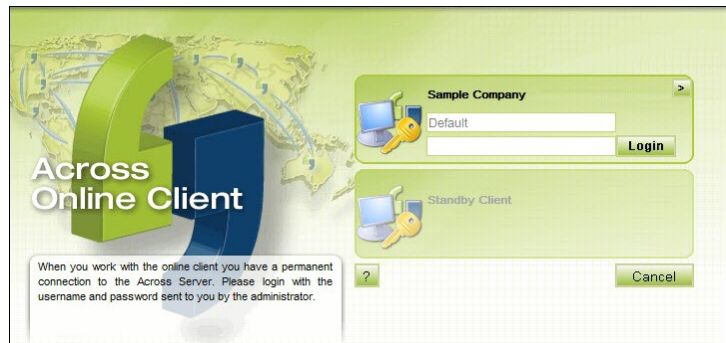 Sample Company
>
Default
Login
Across
Online Client
Standby Client
When you work with the online client you have a permanent
connection to the Across Server. Please login with the
username and password sent to you by the administrator.
?
Cancel